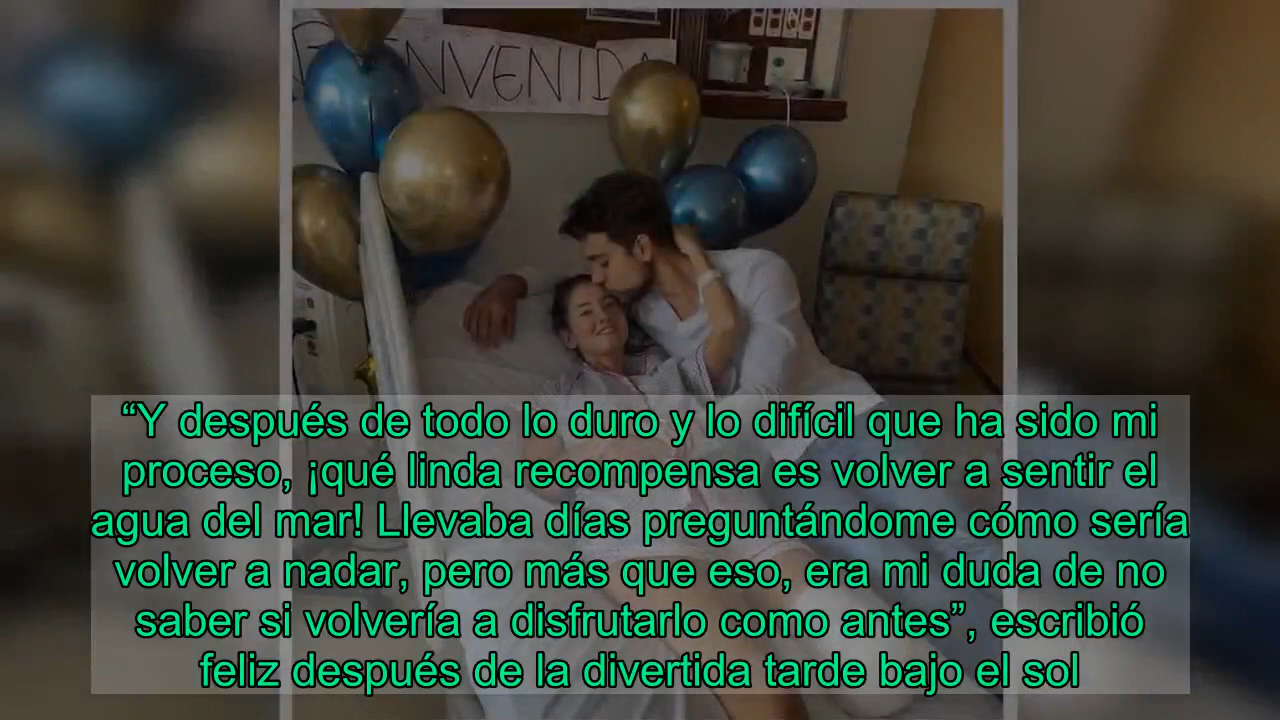 BIENVENIDA
“Y después de todo lo duro y lo difícil que ha sido mi
proceso, ¡qué linda recompensa es volver a sentir el
agua del mar! Llevaba días preguntándome cómo sería
volver a nadar, pero más que eso, era mi duda de no
saber si volvería a disfrutarlo como antes”, escribió
feliz después de la divertida tarde bajo el sol